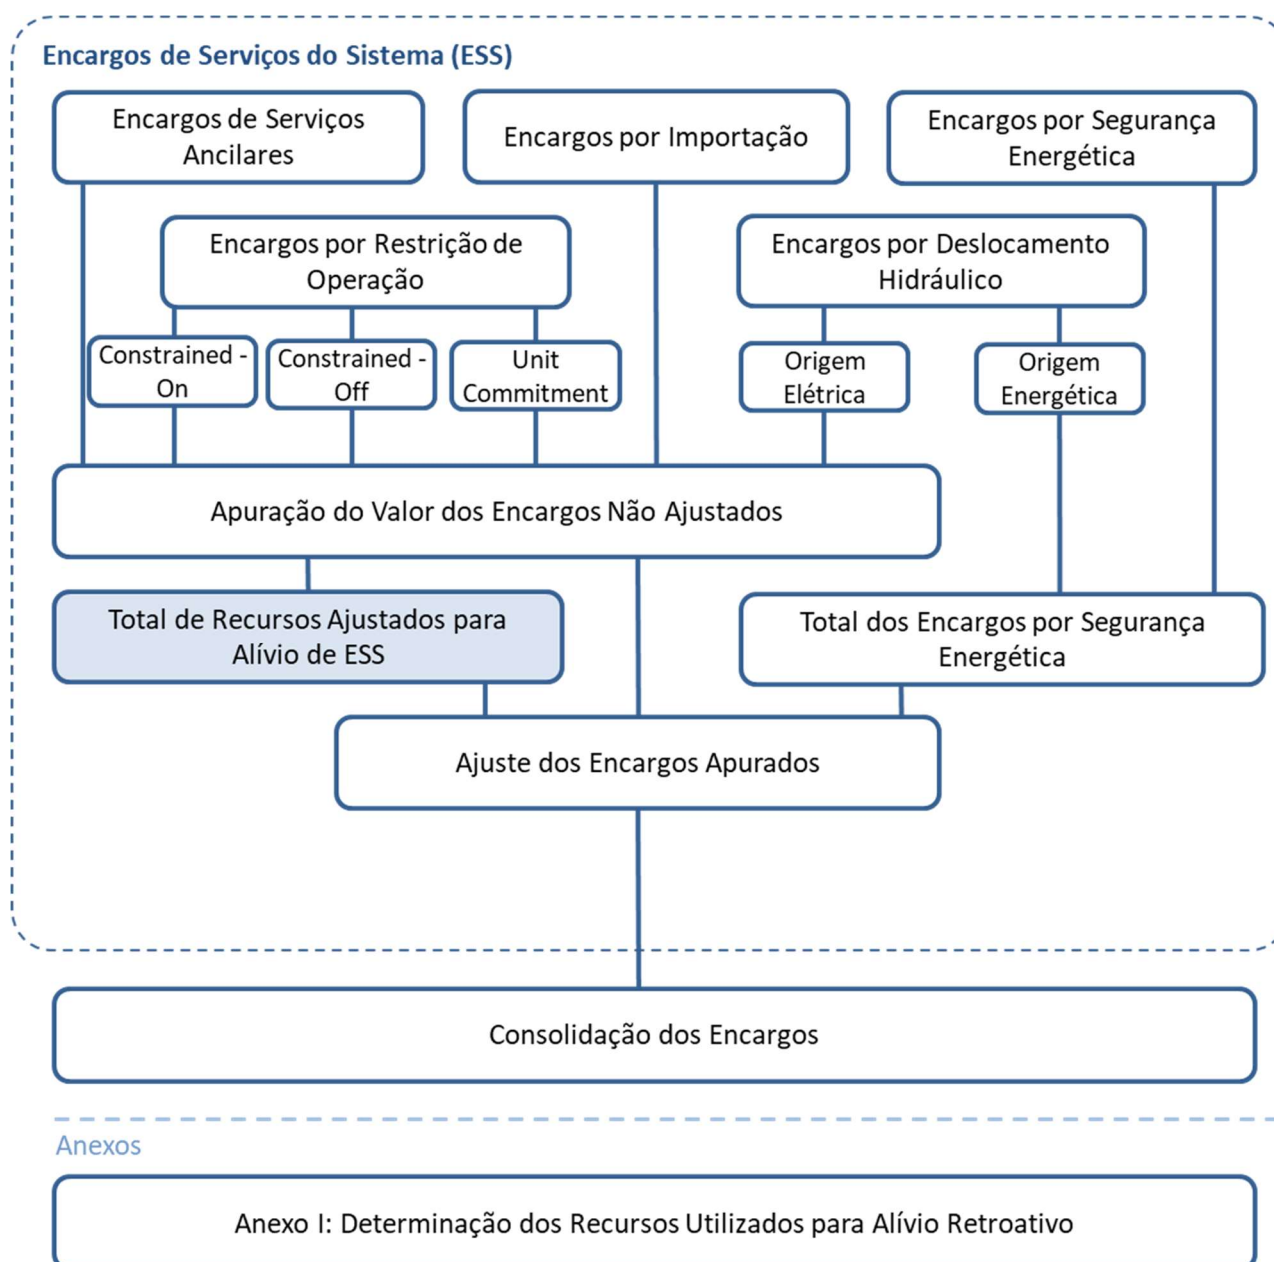 Encargos de Serviços do Sistema (ESS)
Encargos de Serviços
Ancilares
Encargos por Importação
Encargos por Segurança
Energética
Encargos por Restrição de
Operação
Encargos por Deslocamento
Hidráulico
Constrained -
On
Constrained -
Off
Unit
Commitment
Origem
Elétrica
Origem
Energética
Apuração do Valor dos Encargos Não Ajustados
Total de Recursos Ajustados para
Alívio de ESS
Total dos Encargos por Segurança
Energética
Ajuste dos Encargos Apurados
Consolidação dos Encargos
Anexos
Anexo I: Determinação dos Recursos Utilizados para Alívio Retroativo